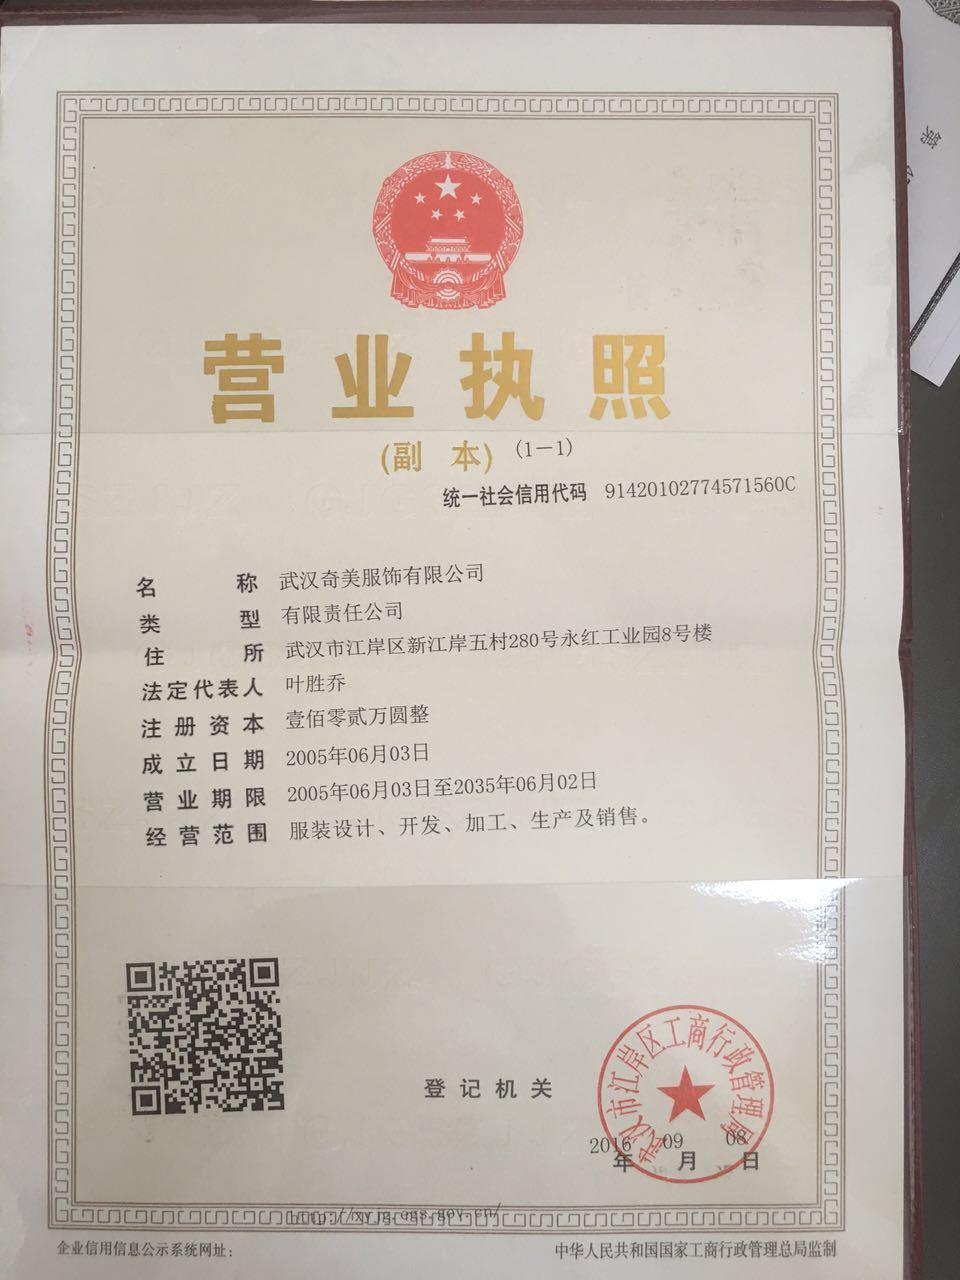 营业执照
(副 本) (1-1)
统一社会信用代码 91420102774571560C
名 称 武汉奇美服饰有限公司
类 型 有限责任公司
住 所 武汉市江岸区新江岸五村280号永红工业园8号楼
法定代表人 叶胜乔
注册资本 壹佰零贰万圆整
成立日期 2005年06月03日
营业期限 2005年06月03日至2035年06月02日
经营范围 服装设计、开发、加工、生产及销售。
武汉市江岸区工商行政管理局
登记机关
2016年09月08日
企业信用信息公示系统网址：
中华人民共和国国家工商行政管理总局监制